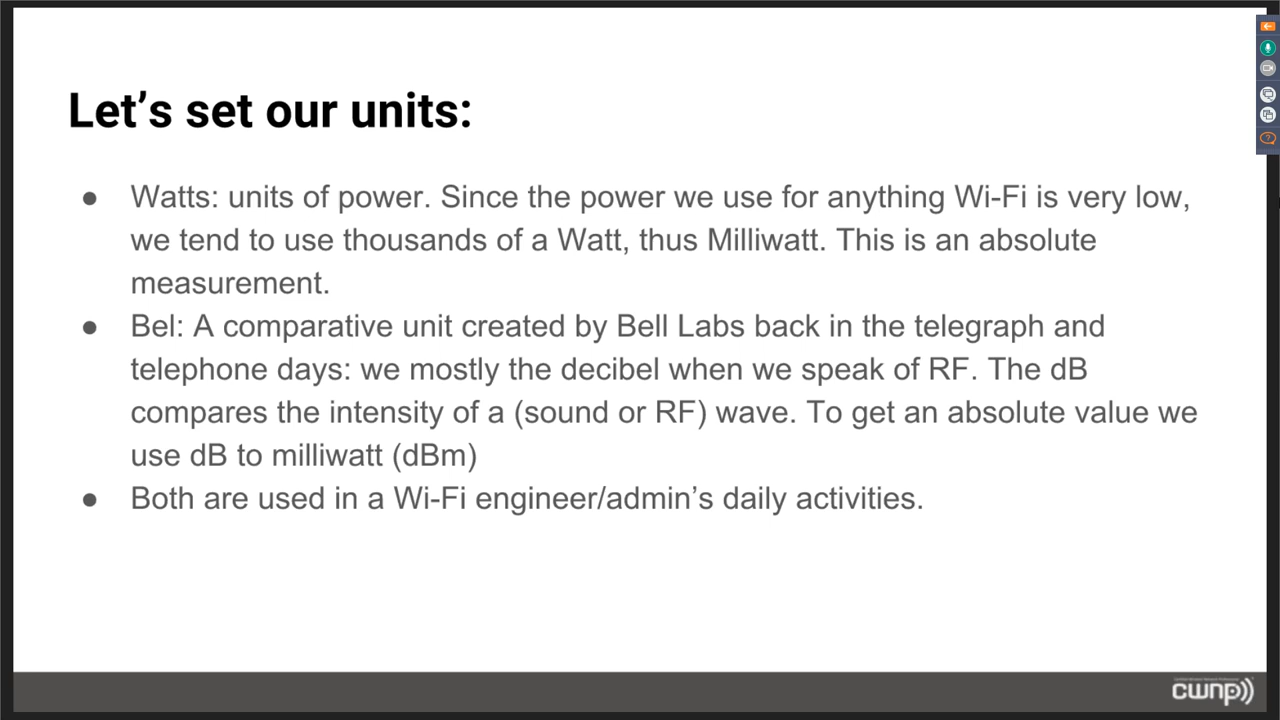 Let’s set our units:
● Watts: units of power. Since the power we use for anything Wi-Fi is very low,
we tend to use thousands of a Watt, thus Milliwatt. This is an absolute
measurement.
● Bel: A comparative unit created by Bell Labs back in the telegraph and
telephone days: we mostly the decibel when we speak of RF. The dB
compares the intensity of a (sound or RF) wave. To get an absolute value we
use dB to milliwatt (dBm)
● Both are used in a Wi-Fi engineer/admin’s daily activities.
cwnp